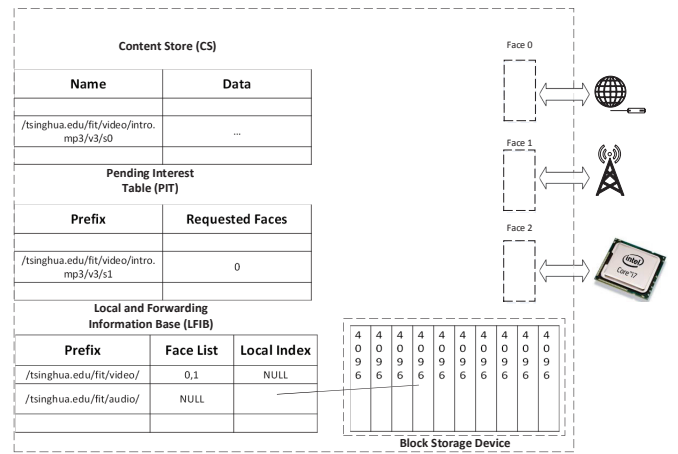 Content Store (CS)
Name Data
/tsinghua.edu/fit/video/intro.
mp3/v3/s0
...
Pending Interest
Table (PIT)
Prefix Requested Faces
/tsinghua.edu/fit/video/intro.
mp3/v3/s1
0
Local and Forwarding
Information Base (LFIB)
Prefix Face List Local Index
/tsinghua.edu/fit/video/ 0,1 NULL
/tsinghua.edu/fit/audio/ NULL
Face 0
Face 1
Face 2
(intel)
Core™i7
4096 4096 4096 4096 4096 4096 4096 4096 4096 4096
Block Storage Device